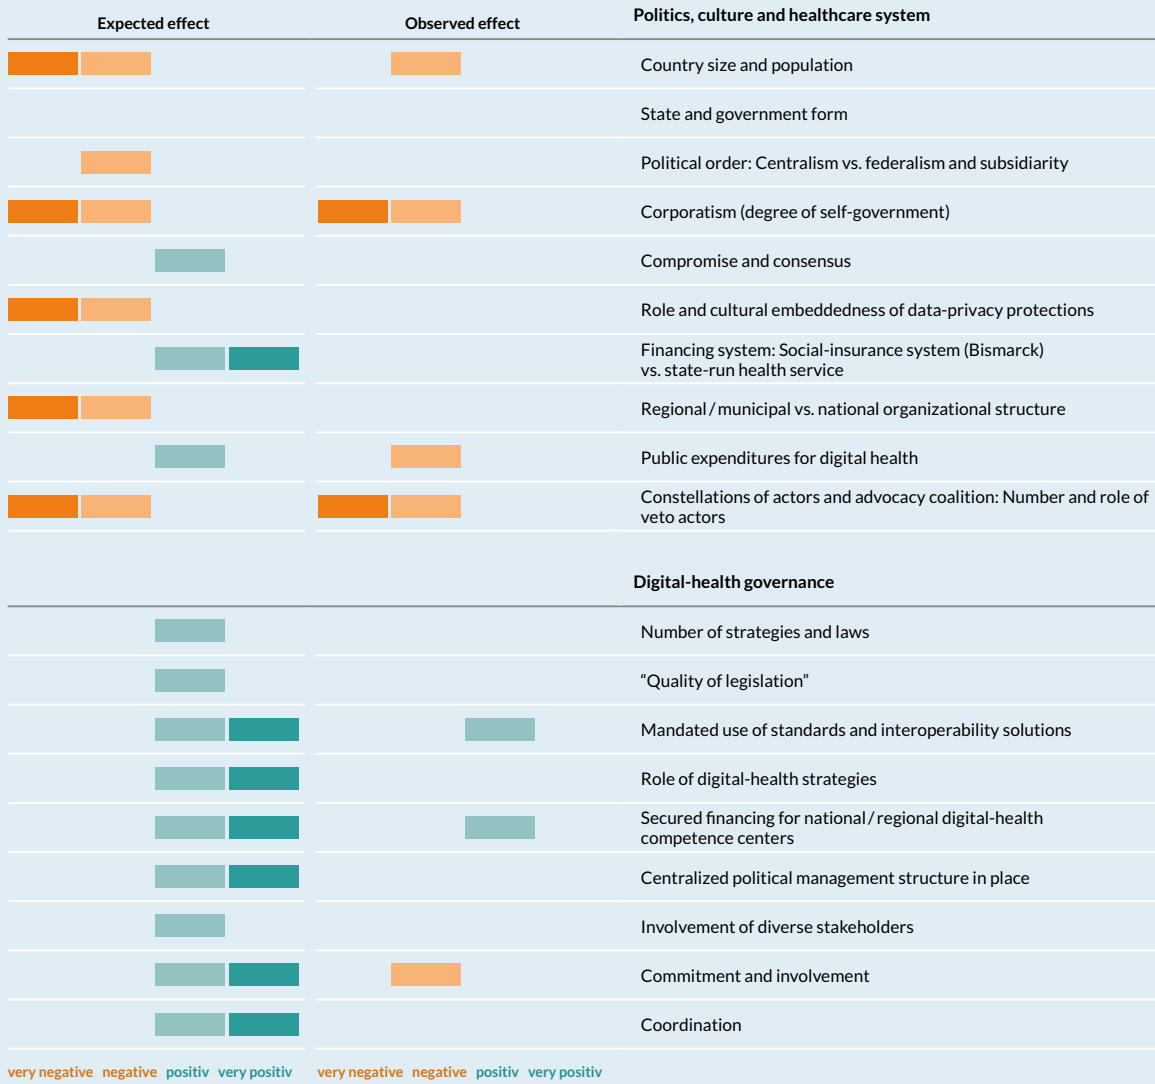 Expected effect
Observed effect
Politics, culture and healthcare system
Country size and population
State and government form
Political order: Centralism vs. federalism and subsidiarity
Corporatism (degree of self-government)
Compromise and consensus
Role and cultural embeddedness of data-privacy protections
Financing system: Social-insurance system (Bismarck)
vs. state-run health service
Regional / municipal vs. national organizational structure
Public expenditures for digital health
Constellations of actors and advocacy coalition: Number and role of
veto actors
Digital-health governance
Number of strategies and laws
“Quality of legislation”
Mandated use of standards and interoperability solutions
Role of digital-health strategies
Secured financing for national / regional digital-health
competence centers
Centralized political management structure in place
Involvement of diverse stakeholders
Commitment and involvement
Coordination
very negative negative positiv very positiv
very negative negative positiv very positiv